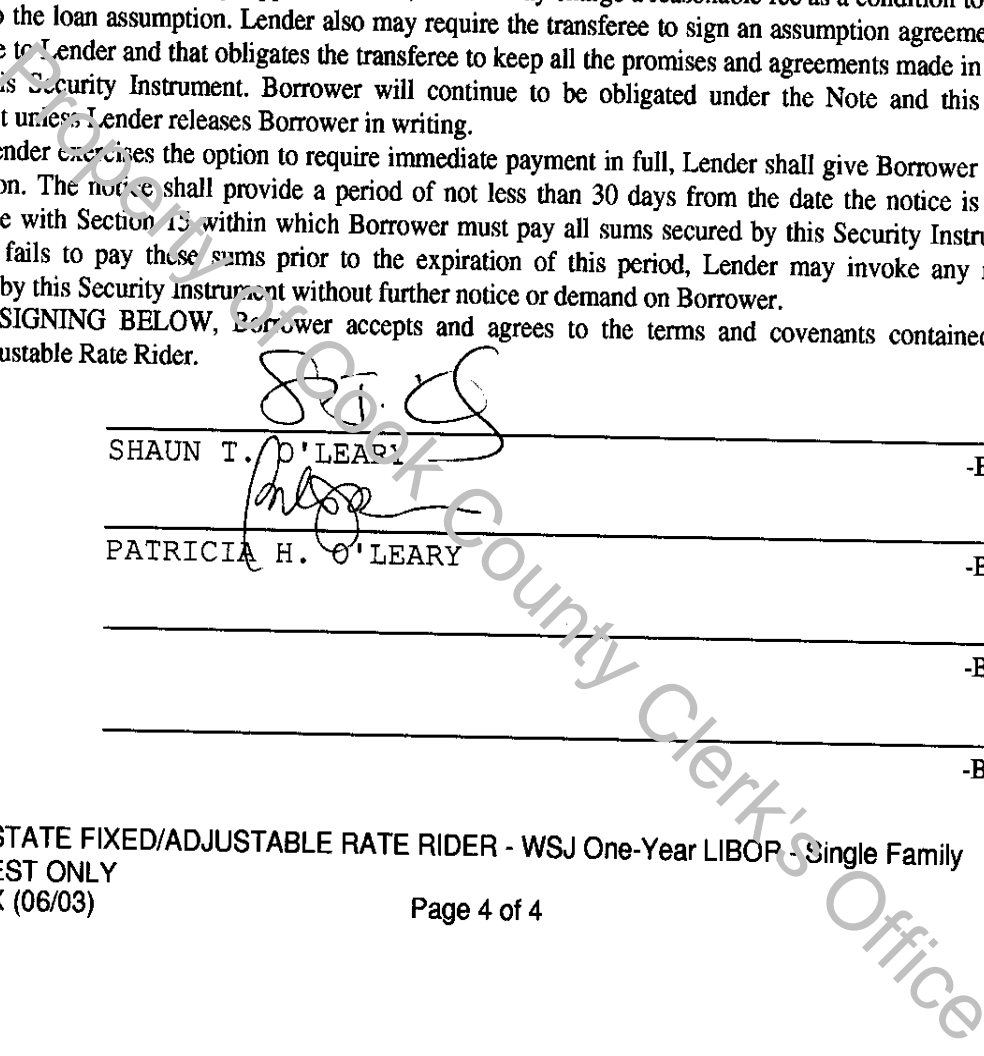 the loan assumption. Lender also may require the transferee to sign an assumption agreeme
e to Lender and that obligates the transferee to keep all the promises and agreements made in
is Security Instrument. Borrower will continue to be obligated under the Note and this
t unless Lender releases Borrower in writing.
ender exercises the option to require immediate payment in full, Lender shall give Borrower
on. The notice shall provide a period of not less than 30 days from the date the notice is
e with Section 15 within which Borrower must pay all sums secured by this Security Instru
fails to pay these sums prior to the expiration of this period, Lender may invoke any
by this Security Instrument without further notice or demand on Borrower.
SIGNING BELOW, Borrower accepts and agrees to the terms and covenants contained
ustable Rate Rider.
SHAUN T. O'LEARY
-B
PATRICIA H. O'LEARY
-B
-B
-B
STATE FIXED/ADJUSTABLE RATE RIDER - WSJ One-Year LIBOR - Single Family
EST ONLY
(06/03)
Page 4 of 4
Property of Cook County Clerk's Office